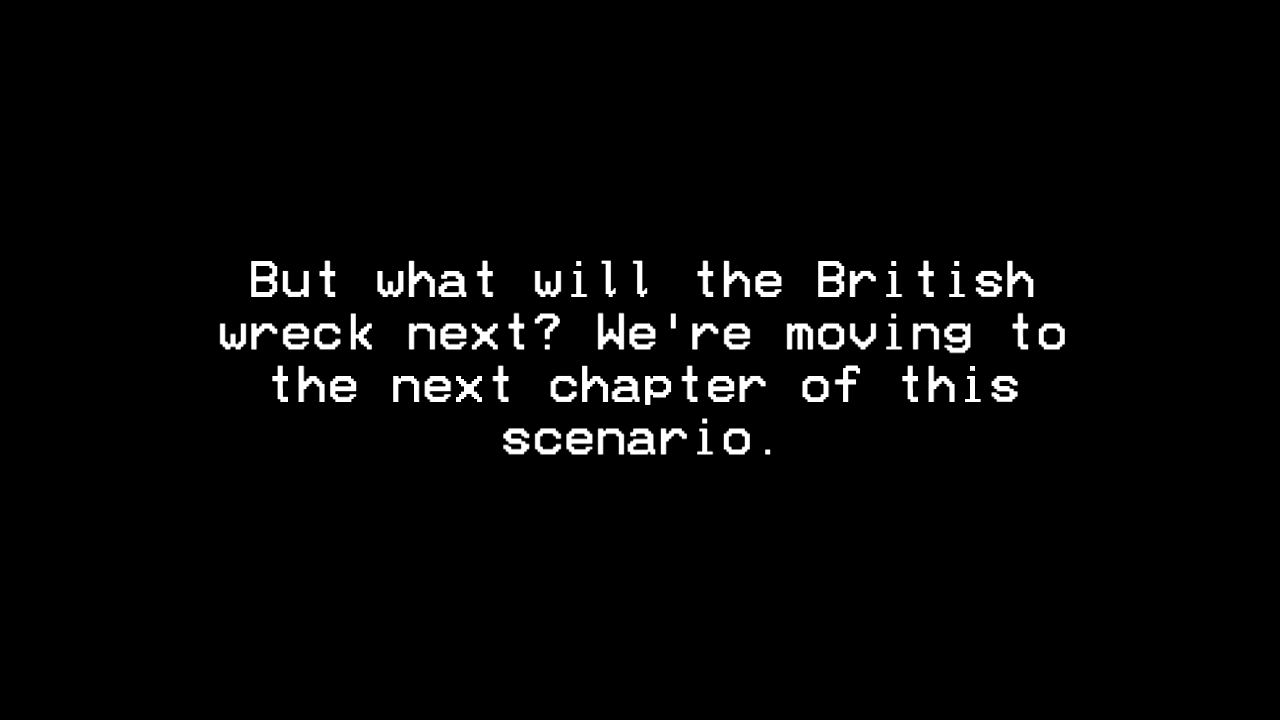 But what will the British
wreck next? We're moving to
the next chapter of this
scenario.